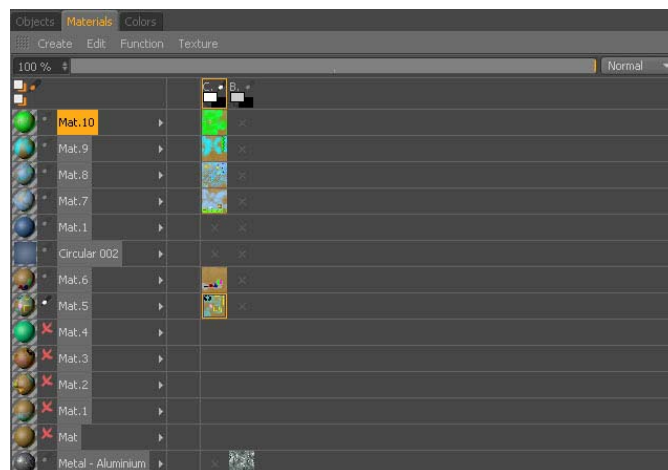 Objects Materials Colors
Create Edit Function Texture
100 % Normal
C. B.
Mat.10
Mat.9
Mat.8
Mat.7
Mat.1
Circular 002
Mat.6
Mat.5
Mat.4
Mat.3
Mat.2
Mat.1
Mat
Metal - Aluminium